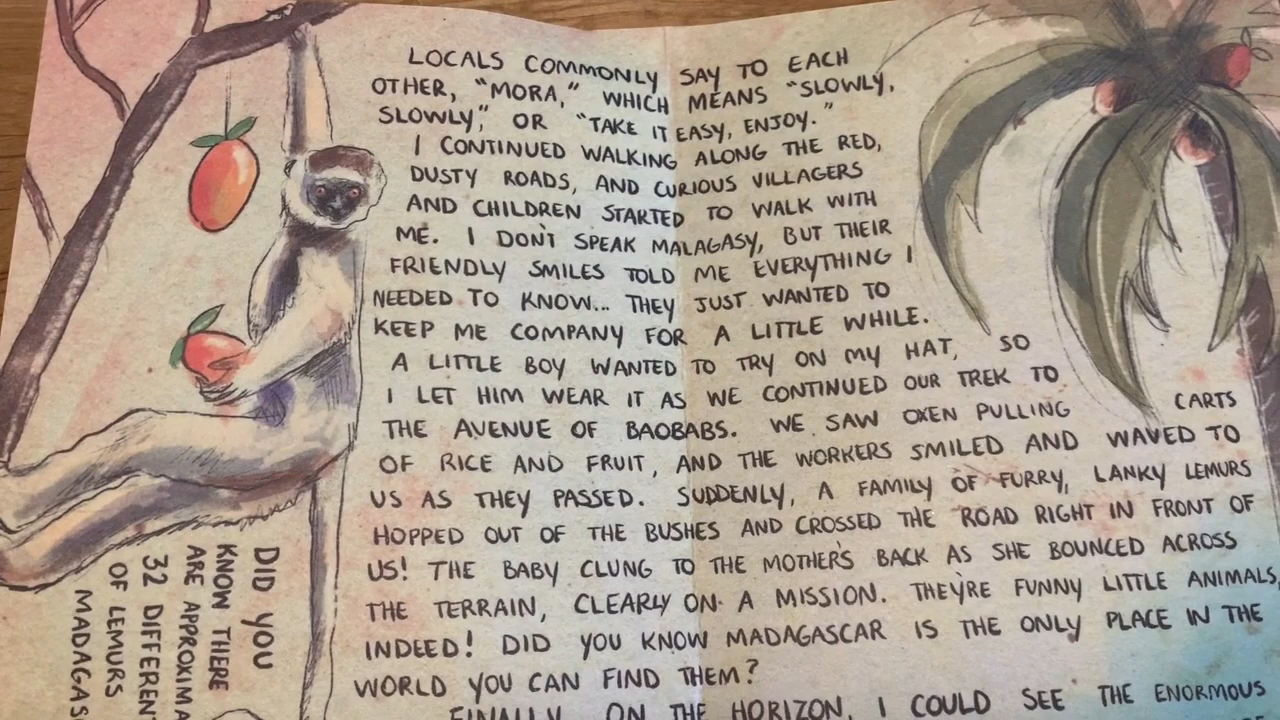 LOCALS COMMONLY SAY TO EACH
OTHER, "MORA," WHICH MEANS "SLOWLY,
SLOWLY," OR "TAKE IT EASY, ENJOY."
I CONTINUED WALKING ALONG THE RED,
DUSTY ROADS, AND CURIOUS VILLAGERS
AND CHILDREN STARTED TO WALK WITH
ME. I DON'T SPEAK MALAGASY, BUT THEIR
FRIENDLY SMILES TOLD ME EVERYTHING I
NEEDED TO KNOW... THEY JUST WANTED TO
KEEP ME COMPANY FOR A LITTLE WHILE.
A LITTLE BOY WANTED TO TRY ON MY HAT, SO
I LET HIM WEAR IT AS WE CONTINUED OUR TREK TO
THE AVENUE OF BAOBABS. WE SAW OXEN PULLING CARTS
OF RICE AND FRUIT, AND THE WORKERS SMILED AND WAVED TO
US AS THEY PASSED. SUDDENLY, A FAMILY OF FURRY, LANKY LEMURS
HOPPED OUT OF THE BUSHES AND CROSSED THE ROAD RIGHT IN FRONT OF
US! THE BABY CLUNG TO THE MOTHER'S BACK AS SHE BOUNCED ACROSS
THE TERRAIN, CLEARLY ON A MISSION. THEY'RE FUNNY LITTLE ANIMALS,
INDEED! DID YOU KNOW MADAGASCAR IS THE ONLY PLACE IN THE
WORLD YOU CAN FIND THEM?
FINALLY, ON THE HORIZON, I COULD SEE THE ENORMOUS
DID YOU
KNOW THERE
ARE APPROXIMA
32 DIFFERENT
OF LEMURS
MADAGAS